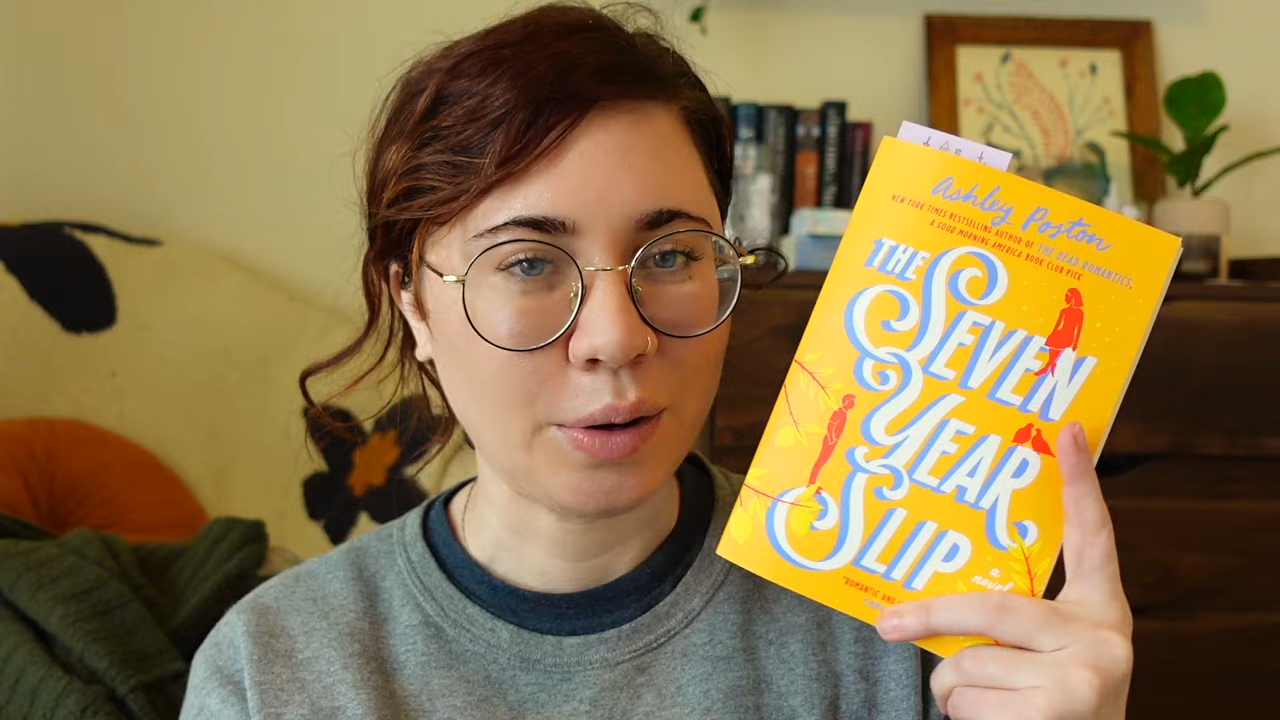 Ashley Poston
NEW YORK TIMES BESTSELLING AUTHOR OF THE DEAD ROMANTICS,
A GOOD MORNING AMERICA BOOK CLUB PICK
THE
SEVEN
YEAR
SLIP
a novel
"ROMANTIC AND